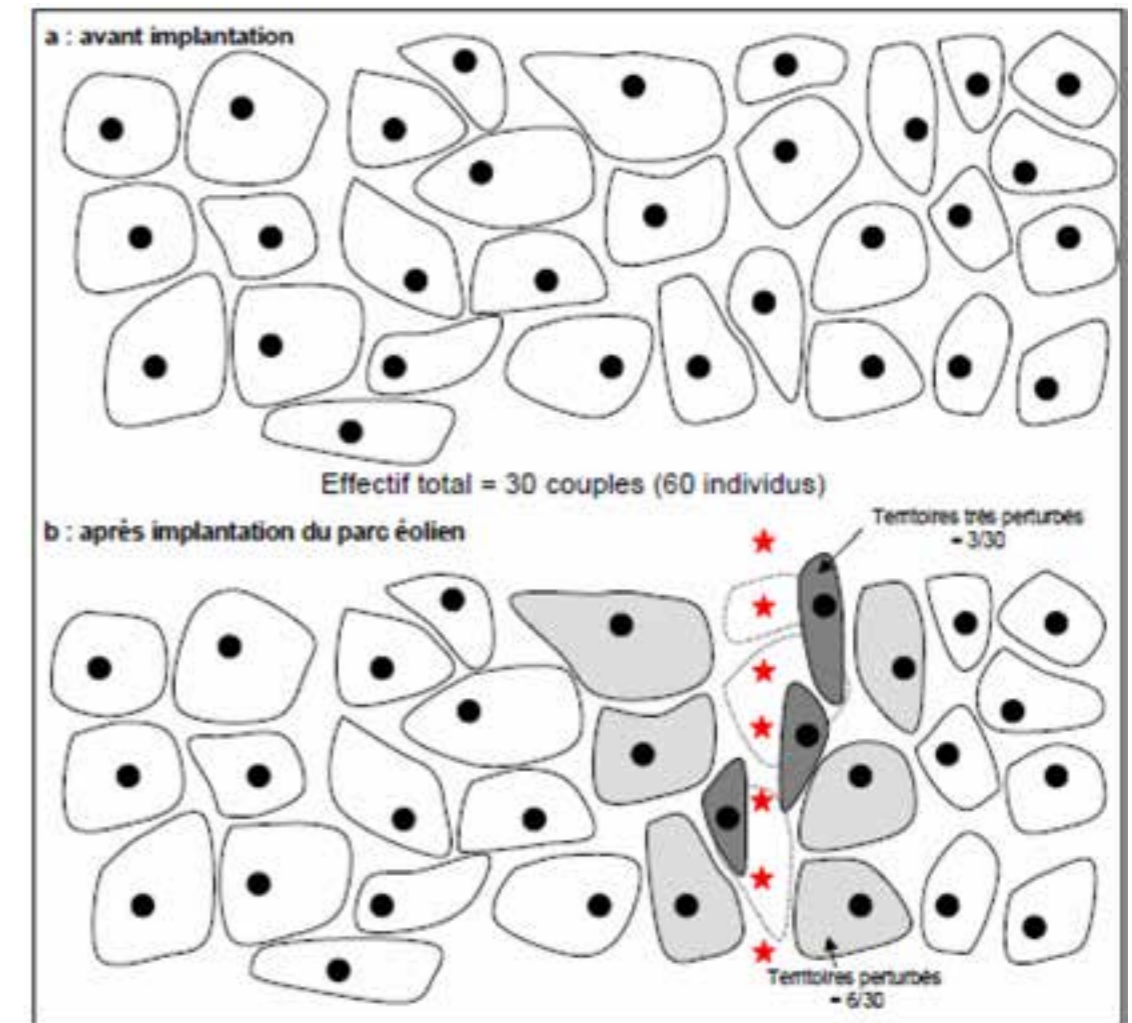 a : avant implantation
Effectif total = 30 couples (60 individus)
b : après implantation du parc éolien
Territoires très perturbés
= 3/30
Territoires perturbés
= 6/30